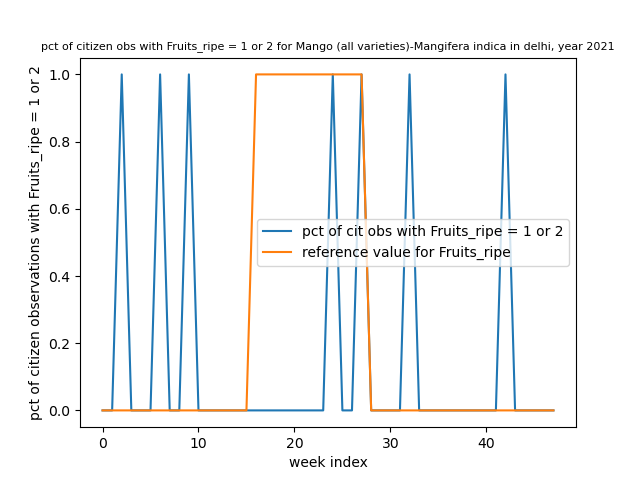 pct of citizen obs with Fruits_ripe = 1 or 2 for Mango (all varieties)-Mangifera indica in delhi, year 2021
pct of citizen observations with Fruits_ripe = 1 or 2
1.0
0.8
0.6
0.4
0.2
0.0
pct of cit obs with Fruits_ripe = 1 or 2
reference value for Fruits_ripe
0 10 20 30 40
week index